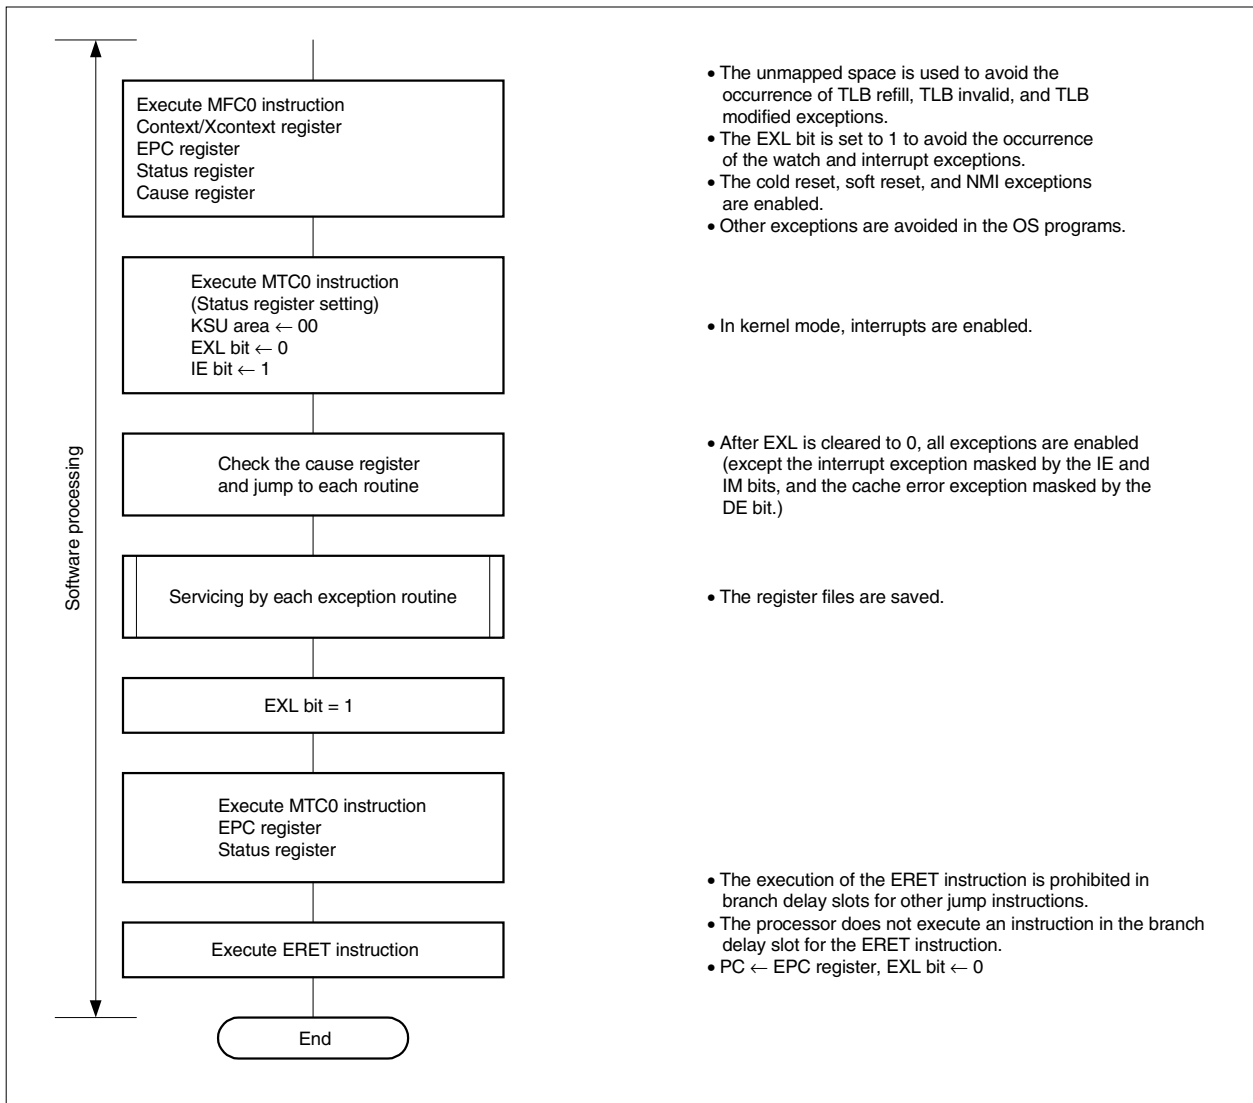 Software processing
Execute MFC0 instruction
Context/Xcontext register
EPC register
Status register
Cause register
• The unmapped space is used to avoid the
occurrence of TLB refill, TLB invalid, and TLB
modified exceptions.
• The EXL bit is set to 1 to avoid the occurrence
of the watch and interrupt exceptions.
• The cold reset, soft reset, and NMI exceptions
are enabled.
• Other exceptions are avoided in the OS programs.
Execute MTC0 instruction
(Status register setting)
KSU area ← 00
EXL bit ← 0
IE bit ← 1
• In kernel mode, interrupts are enabled.
Check the cause register
and jump to each routine
• After EXL is cleared to 0, all exceptions are enabled
(except the interrupt exception masked by the IE and
IM bits, and the cache error exception masked by the
DE bit.)
Servicing by each exception routine
• The register files are saved.
EXL bit = 1
Execute MTC0 instruction
EPC register
Status register
Execute ERET instruction
• The execution of the ERET instruction is prohibited in
branch delay slots for other jump instructions.
• The processor does not execute an instruction in the branch
delay slot for the ERET instruction.
• PC ← EPC register, EXL bit ← 0
End